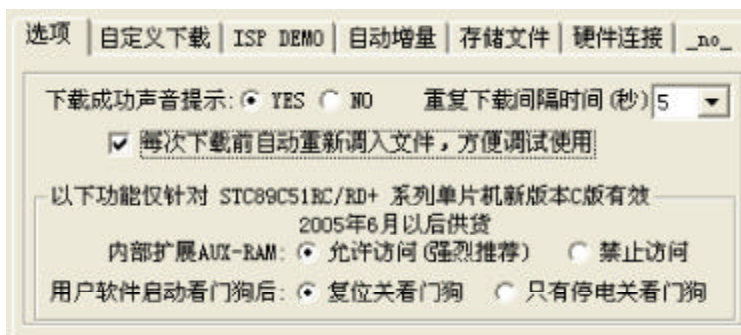 选项 自定义下载 ISP DEMO 自动增量 存储文件 硬件连接 _no_
下载成功声音提示: YES NO 重复下载间隔时间(秒) 5
每次下载前自动重新调入文件，方便调试使用
以下功能仅针对 STC89C51RC/RD+ 系列单片机新版本C版有效
2005年6月以后供货
内部扩展AUX-RAM: 允许访问(强烈推荐) 禁止访问
用户软件启动看门狗后: 复位关看门狗 只有停电关看门狗